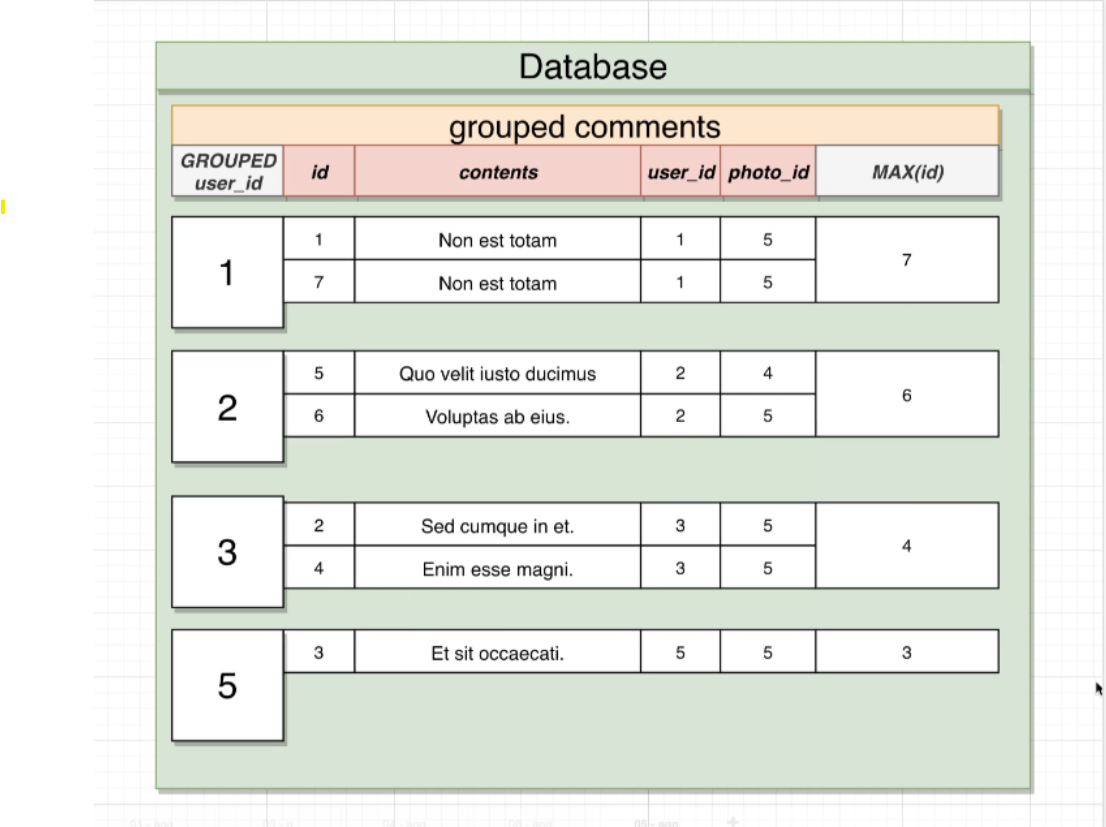 Database
grouped comments
GROUPED user_id id contents user_id photo_id MAX(id)
1 1 Non est totam 1 5 7
7 Non est totam 1 5
2 5 Quo velit iusto ducimus 2 4 6
6 Voluptas ab eius. 2 5
3 2 Sed cumque in et. 3 5 4
4 Enim esse magni. 3 5
5 3 Et sit occaecati. 5 5 3